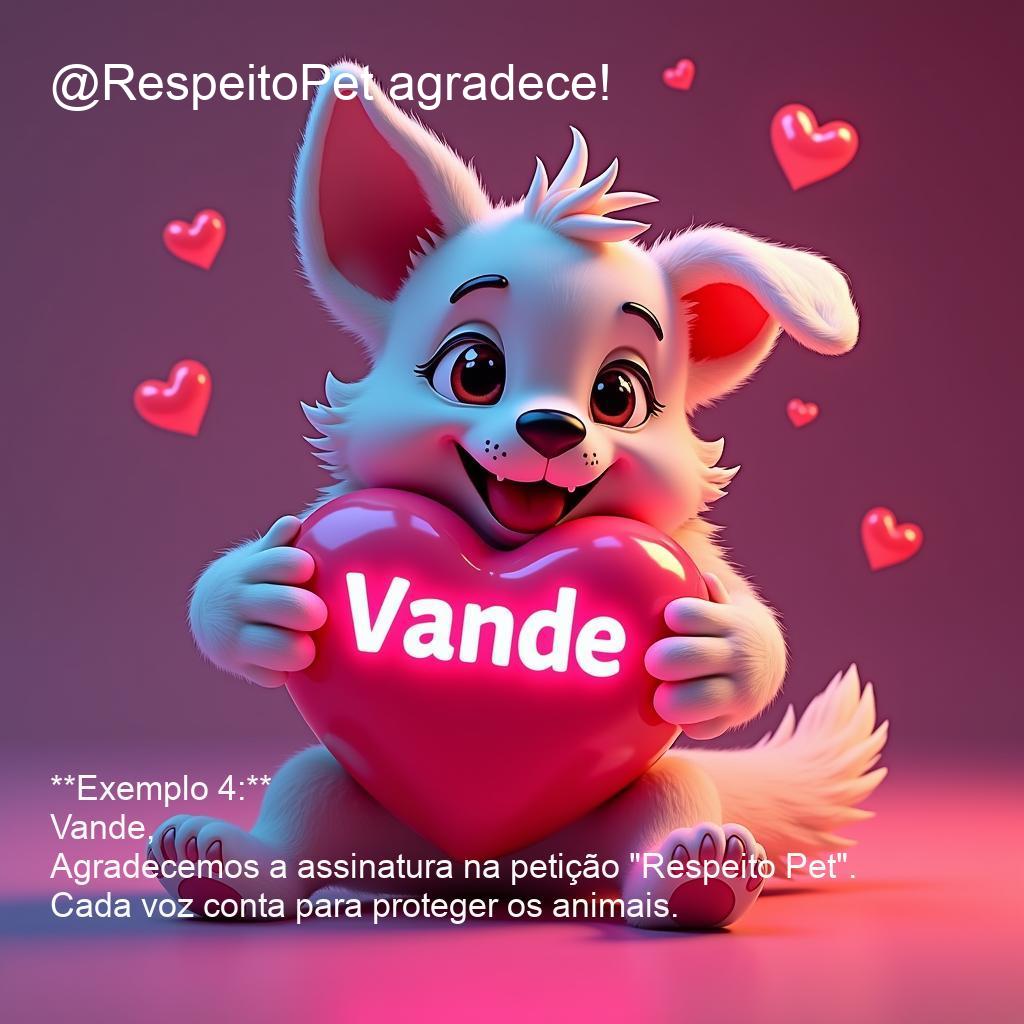 @RespeitoPet agradece!
Vande
**Exemplo 4:**
Vande,
Agradecemos a assinatura na petição "Respeito Pet".
Cada voz conta para proteger os animais.